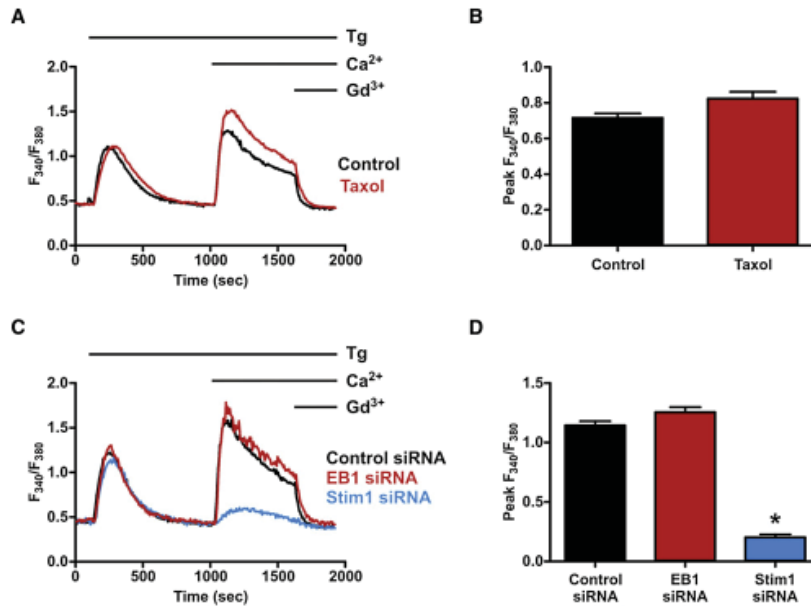 A
Tg
Ca²⁺
Gd³⁺
2.0
1.5
1.0
0.5
0.0
F₃₄₀/F₃₈₀
Control
Taxol
0
500
1000
1500
2000
Time (sec)
B
1.0
0.8
0.6
0.4
0.2
0.0
Peak F₃₄₀/F₃₈₀
Control
Taxol
C
Tg
Ca²⁺
Gd³⁺
2.0
1.5
1.0
0.5
0.0
F₃₄₀/F₃₈₀
Control siRNA
EB1 siRNA
Stim1 siRNA
0
500
1000
1500
2000
Time (sec)
D
1.5
1.0
0.5
0.0
Peak F₃₄₀/F₃₈₀
*
Control
siRNA
EB1
siRNA
Stim1
siRNA